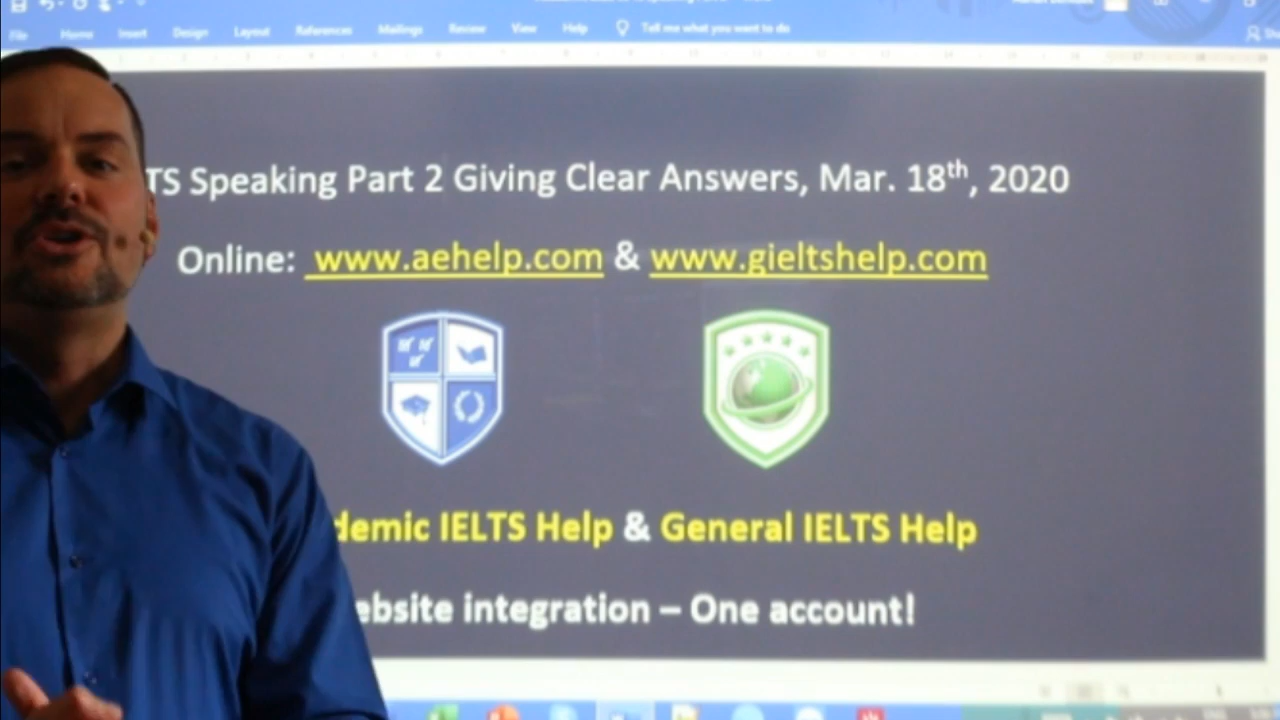 File Home Insert Design Layout References Mailings Review View Help Tell me what you want to do
TS Speaking Part 2 Giving Clear Answers, Mar. 18th, 2020
Online: www.aehelp.com & www.gieltshelp.com
demic IELTS Help & General IELTS Help
ebsite integration – One account!